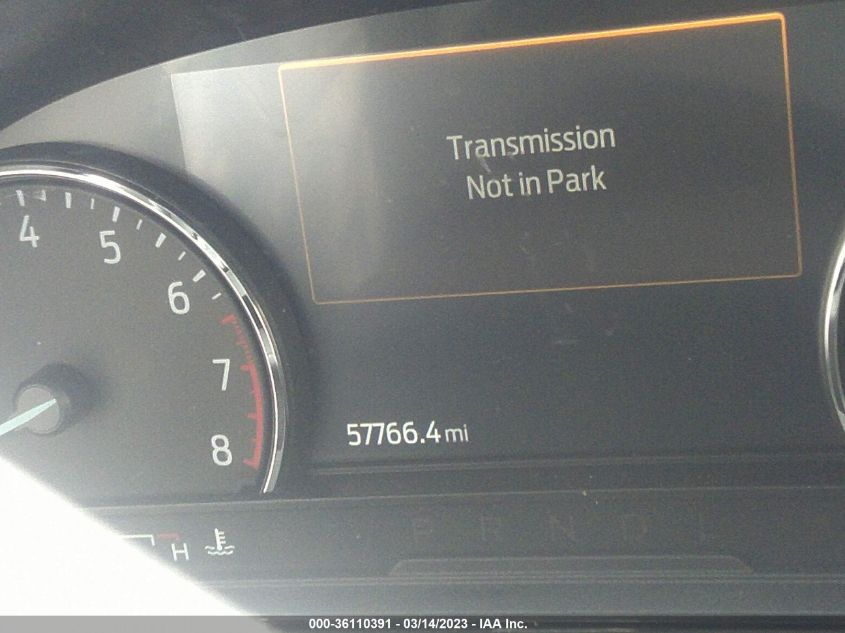 Transmission
Not in Park
4
5
6
7
8
57766.4 mi
H
P R N D L
000-36110391 - 03/14/2023 - IAA Inc.